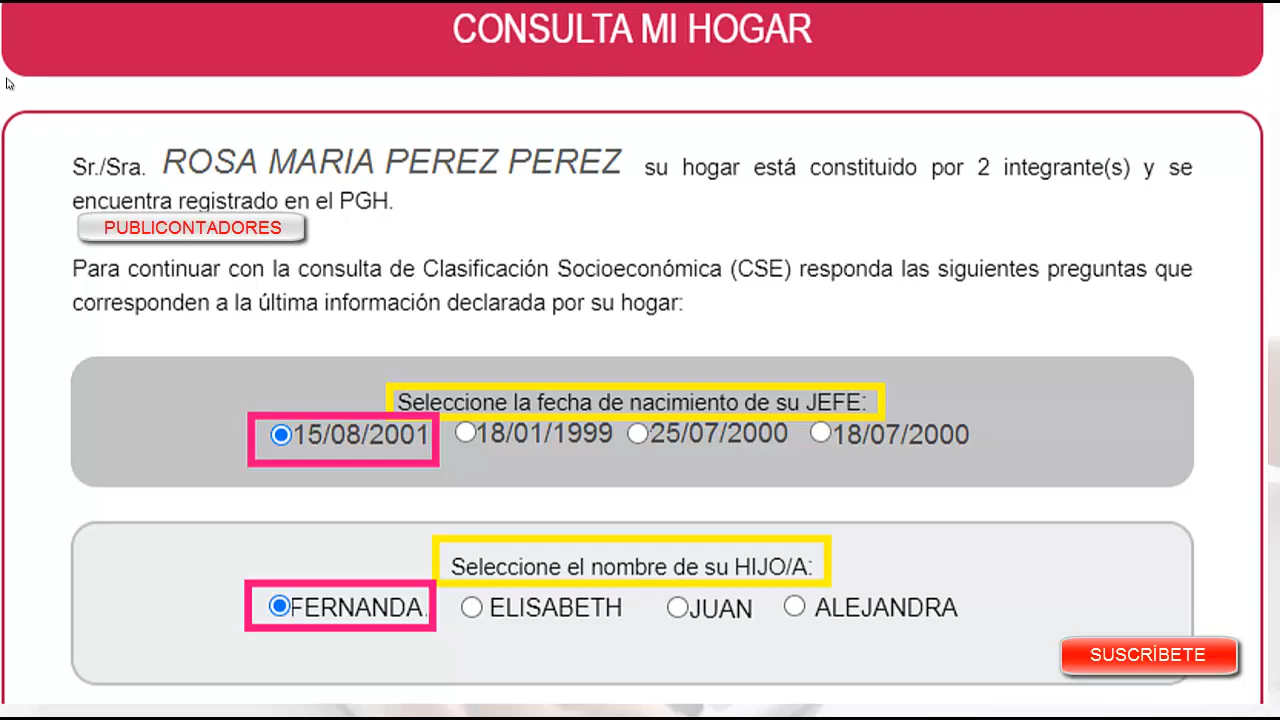 CONSULTA MI HOGAR
Sr./Sra. ROSA MARIA PEREZ PEREZ su hogar está constituido por 2 integrante(s) y se
encuentra registrado en el PGH.
PUBLICONTADORES
Para continuar con la consulta de Clasificación Socioeconómica (CSE) responda las siguientes preguntas que
corresponden a la última información declarada por su hogar:
Seleccione la fecha de nacimiento de su JEFE:
15/08/2001 18/01/1999 25/07/2000 18/07/2000
Seleccione el nombre de su HIJO/A:
FERNANDA. ELISABETH JUAN ALEJANDRA
SUSCRÍBETE